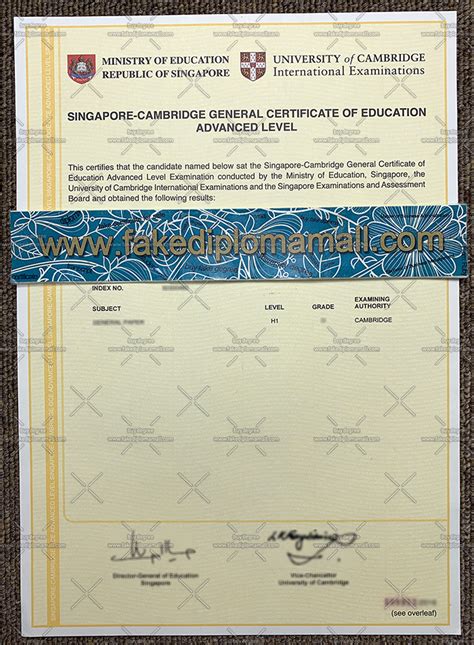 MINISTRY OF EDUCATION
REPUBLIC OF SINGAPORE
UNIVERSITY of CAMBRIDGE
International Examinations
SINGAPORE-CAMBRIDGE GENERAL CERTIFICATE OF EDUCATION
ADVANCED LEVEL
This certifies that the candidate named below sat the Singapore-Cambridge General Certificate of
Education Advanced Level Examination conducted by the Ministry of Education, Singapore, the
University of Cambridge International Examinations and the Singapore Examinations and Assessment
Board and obtained the following results:
www.fakediplomamall.com
INDEX NO.
SUBJECT LEVEL GRADE EXAMINING
AUTHORITY
GENERAL PAPER H1 CAMBRIDGE
Director-General of Education
Singapore
Vice-Chancellor
University of Cambridge
(see overleaf)